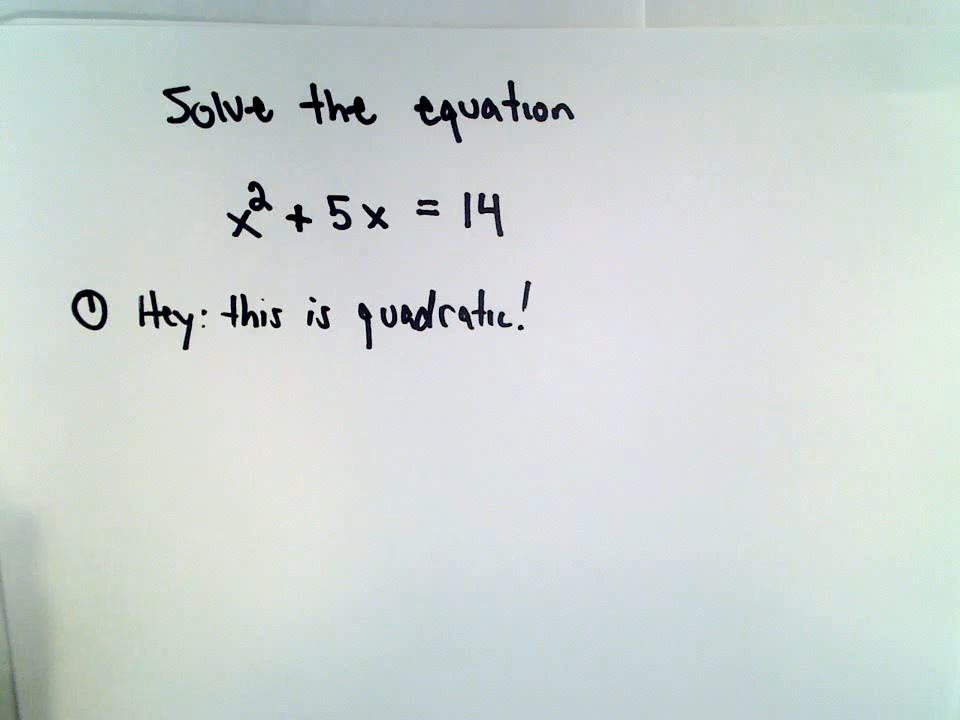 Solve the equation
x² + 5x = 14
① Hey: this is quadratic!